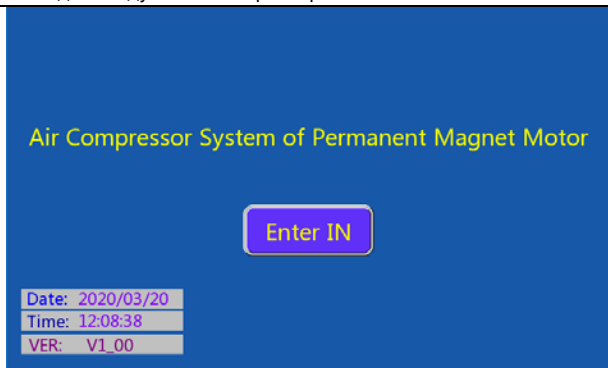 Air Compressor System of Permanent Magnet Motor
Enter IN
Date: 2020/03/20
Time: 12:08:38
VER: V1_00